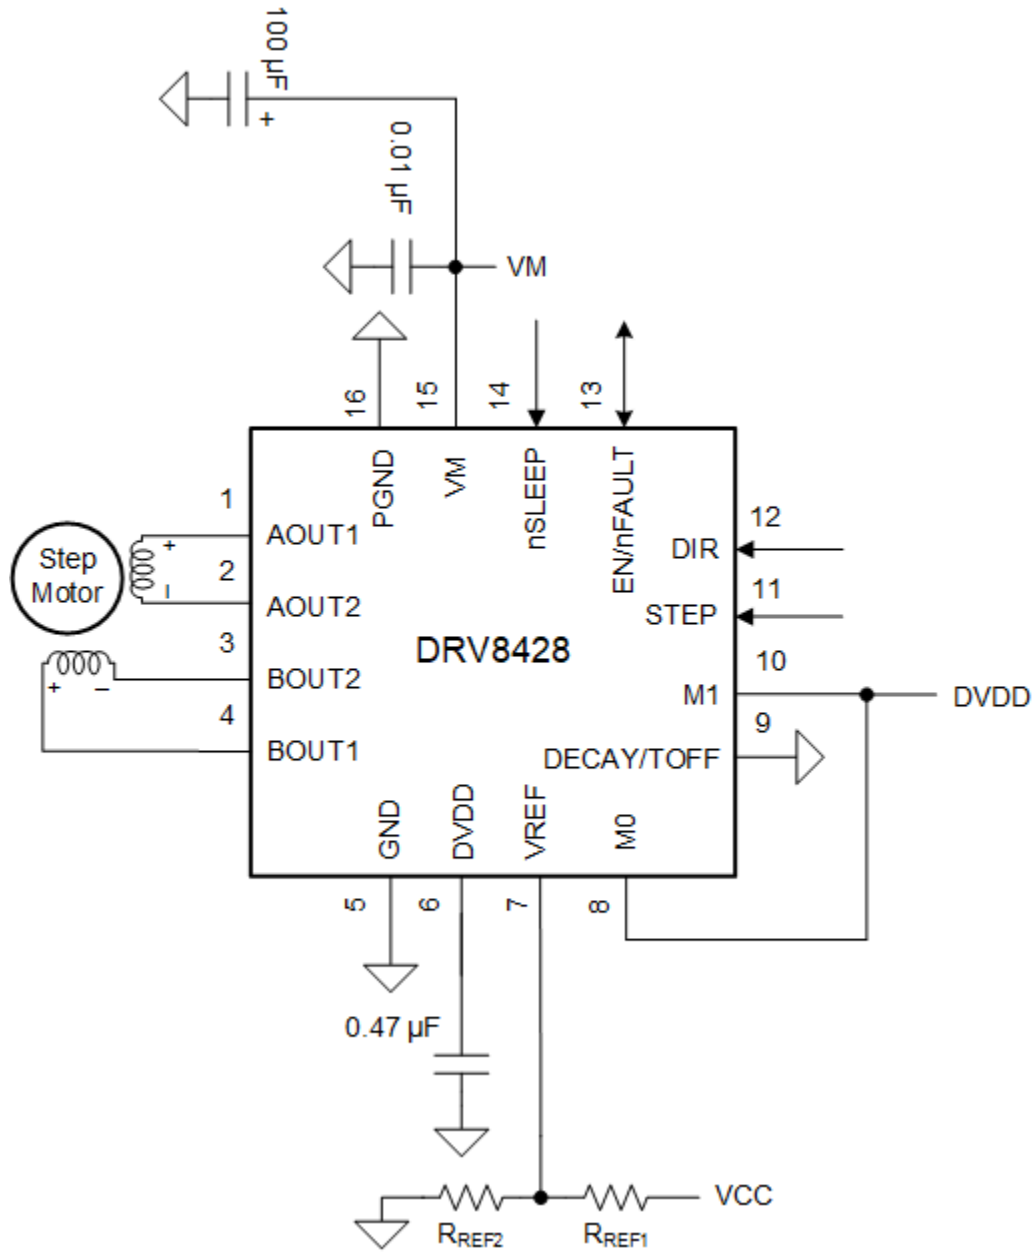 100 µF
+
0.01 µF
VM
16
15
14
13
PGND
VM
nSLEEP
EN/nFAULT
1
AOUT1
12
DIR
Step
Motor
+
–
2
AOUT2
11
STEP
DRV8428
3
BOUT2
10
M1
DVDD
+
–
4
BOUT1
9
DECAY/TOFF
GND
DVDD
VREF
M0
5
6
7
8
0.47 µF
VCC
RREF2
RREF1